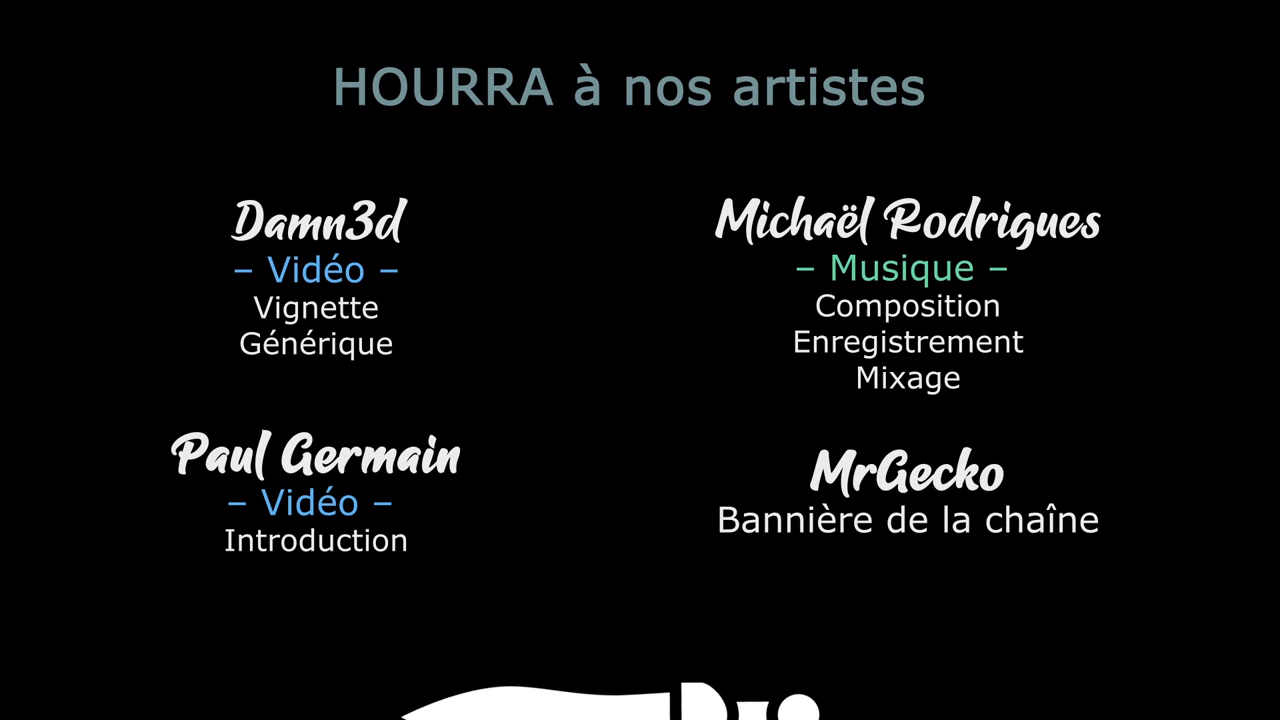 HOURRA à nos artistes
Damn3d
– Vidéo –
Vignette
Générique
Michaël Rodrigues
– Musique –
Composition
Enregistrement
Mixage
Paul Germain
– Vidéo –
Introduction
MrGecko
Bannière de la chaîne